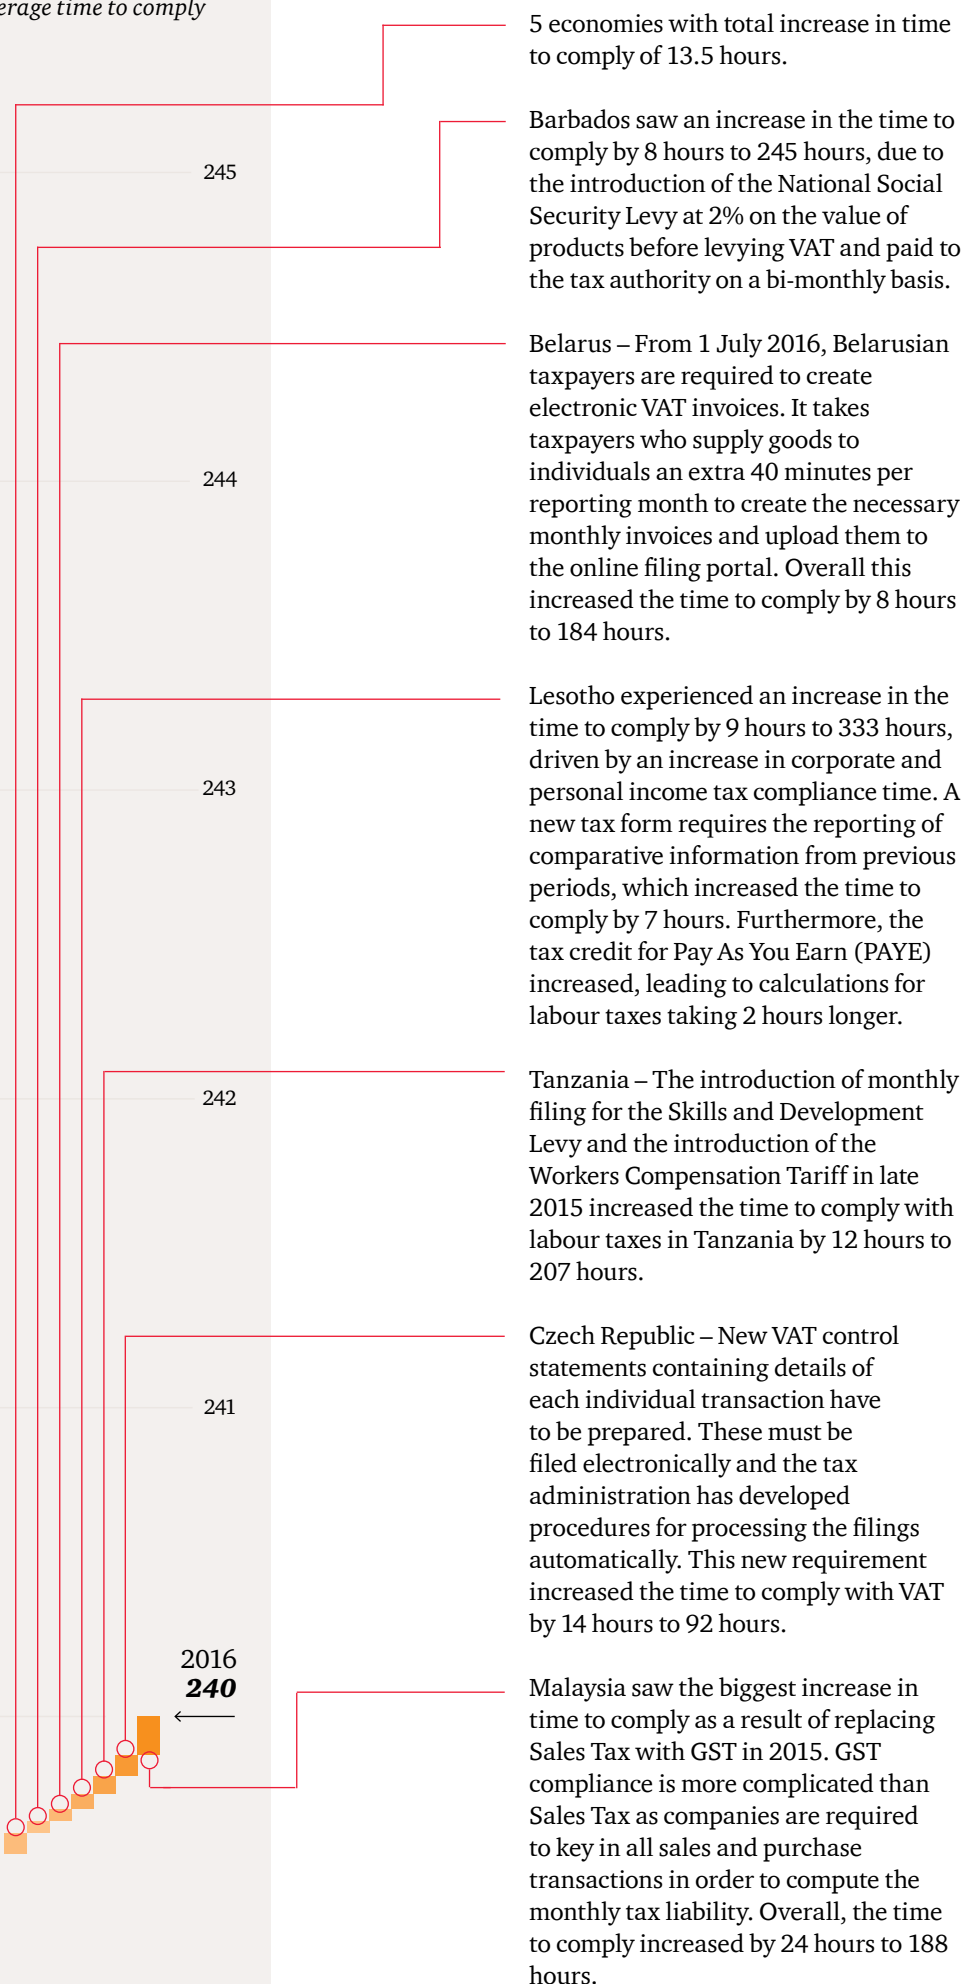 erage time to comply
5 economies with total increase in time
to comply of 13.5 hours.
Barbados saw an increase in the time to
comply by 8 hours to 245 hours, due to
the introduction of the National Social
Security Levy at 2% on the value of
products before levying VAT and paid to
the tax authority on a bi-monthly basis.
245
Belarus – From 1 July 2016, Belarusian
taxpayers are required to create
electronic VAT invoices. It takes
taxpayers who supply goods to
individuals an extra 40 minutes per
reporting month to create the necessary
monthly invoices and upload them to
the online filing portal. Overall this
increased the time to comply by 8 hours
to 184 hours.
244
Lesotho experienced an increase in the
time to comply by 9 hours to 333 hours,
driven by an increase in corporate and
personal income tax compliance time. A
new tax form requires the reporting of
comparative information from previous
periods, which increased the time to
comply by 7 hours. Furthermore, the
tax credit for Pay As You Earn (PAYE)
increased, leading to calculations for
labour taxes taking 2 hours longer.
243
Tanzania – The introduction of monthly
filing for the Skills and Development
Levy and the introduction of the
Workers Compensation Tariff in late
2015 increased the time to comply with
labour taxes in Tanzania by 12 hours to
207 hours.
242
Czech Republic – New VAT control
statements containing details of
each individual transaction have
to be prepared. These must be
filed electronically and the tax
administration has developed
procedures for processing the filings
automatically. This new requirement
increased the time to comply with VAT
by 14 hours to 92 hours.
241
2016
240
Malaysia saw the biggest increase in
time to comply as a result of replacing
Sales Tax with GST in 2015. GST
compliance is more complicated than
Sales Tax as companies are required
to key in all sales and purchase
transactions in order to compute the
monthly tax liability. Overall, the time
to comply increased by 24 hours to 188
hours.